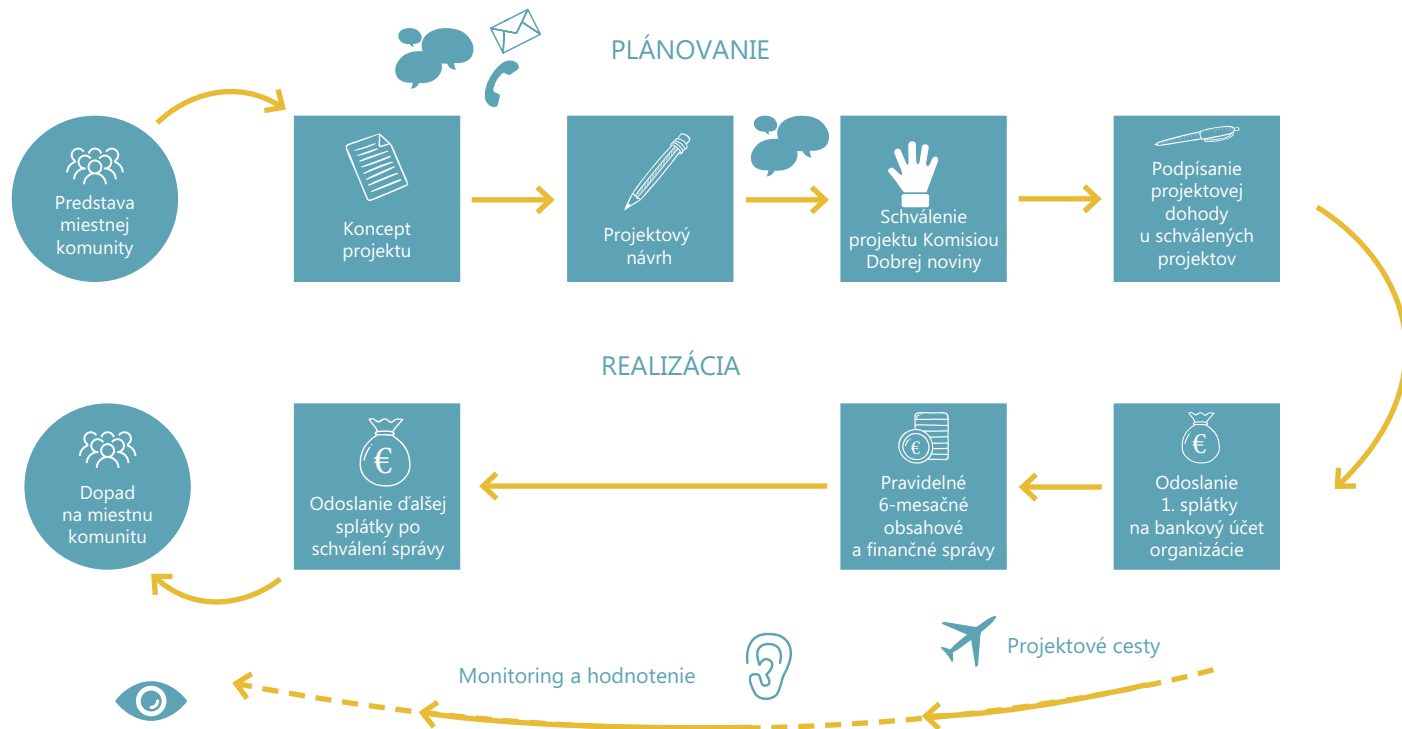 PLÁNOVANIE
Predstava
miestnej
komunity
Koncept
projektu
Projektový
návrh
Schválenie
projektu Komisiou
Dobrej noviny
Podpísanie
projektovej
dohody
u schválených
projektov
REALIZÁCIA
Dopad
na miestnu
komunitu
€
Odoslanie ďalšej
splátky po
schválení správy
€
Pravidelné
6-mesačné
obsahové
a finančné správy
€
Odoslanie
1. splátky
na bankový účet
organizácie
Projektové cesty
Monitoring a hodnotenie